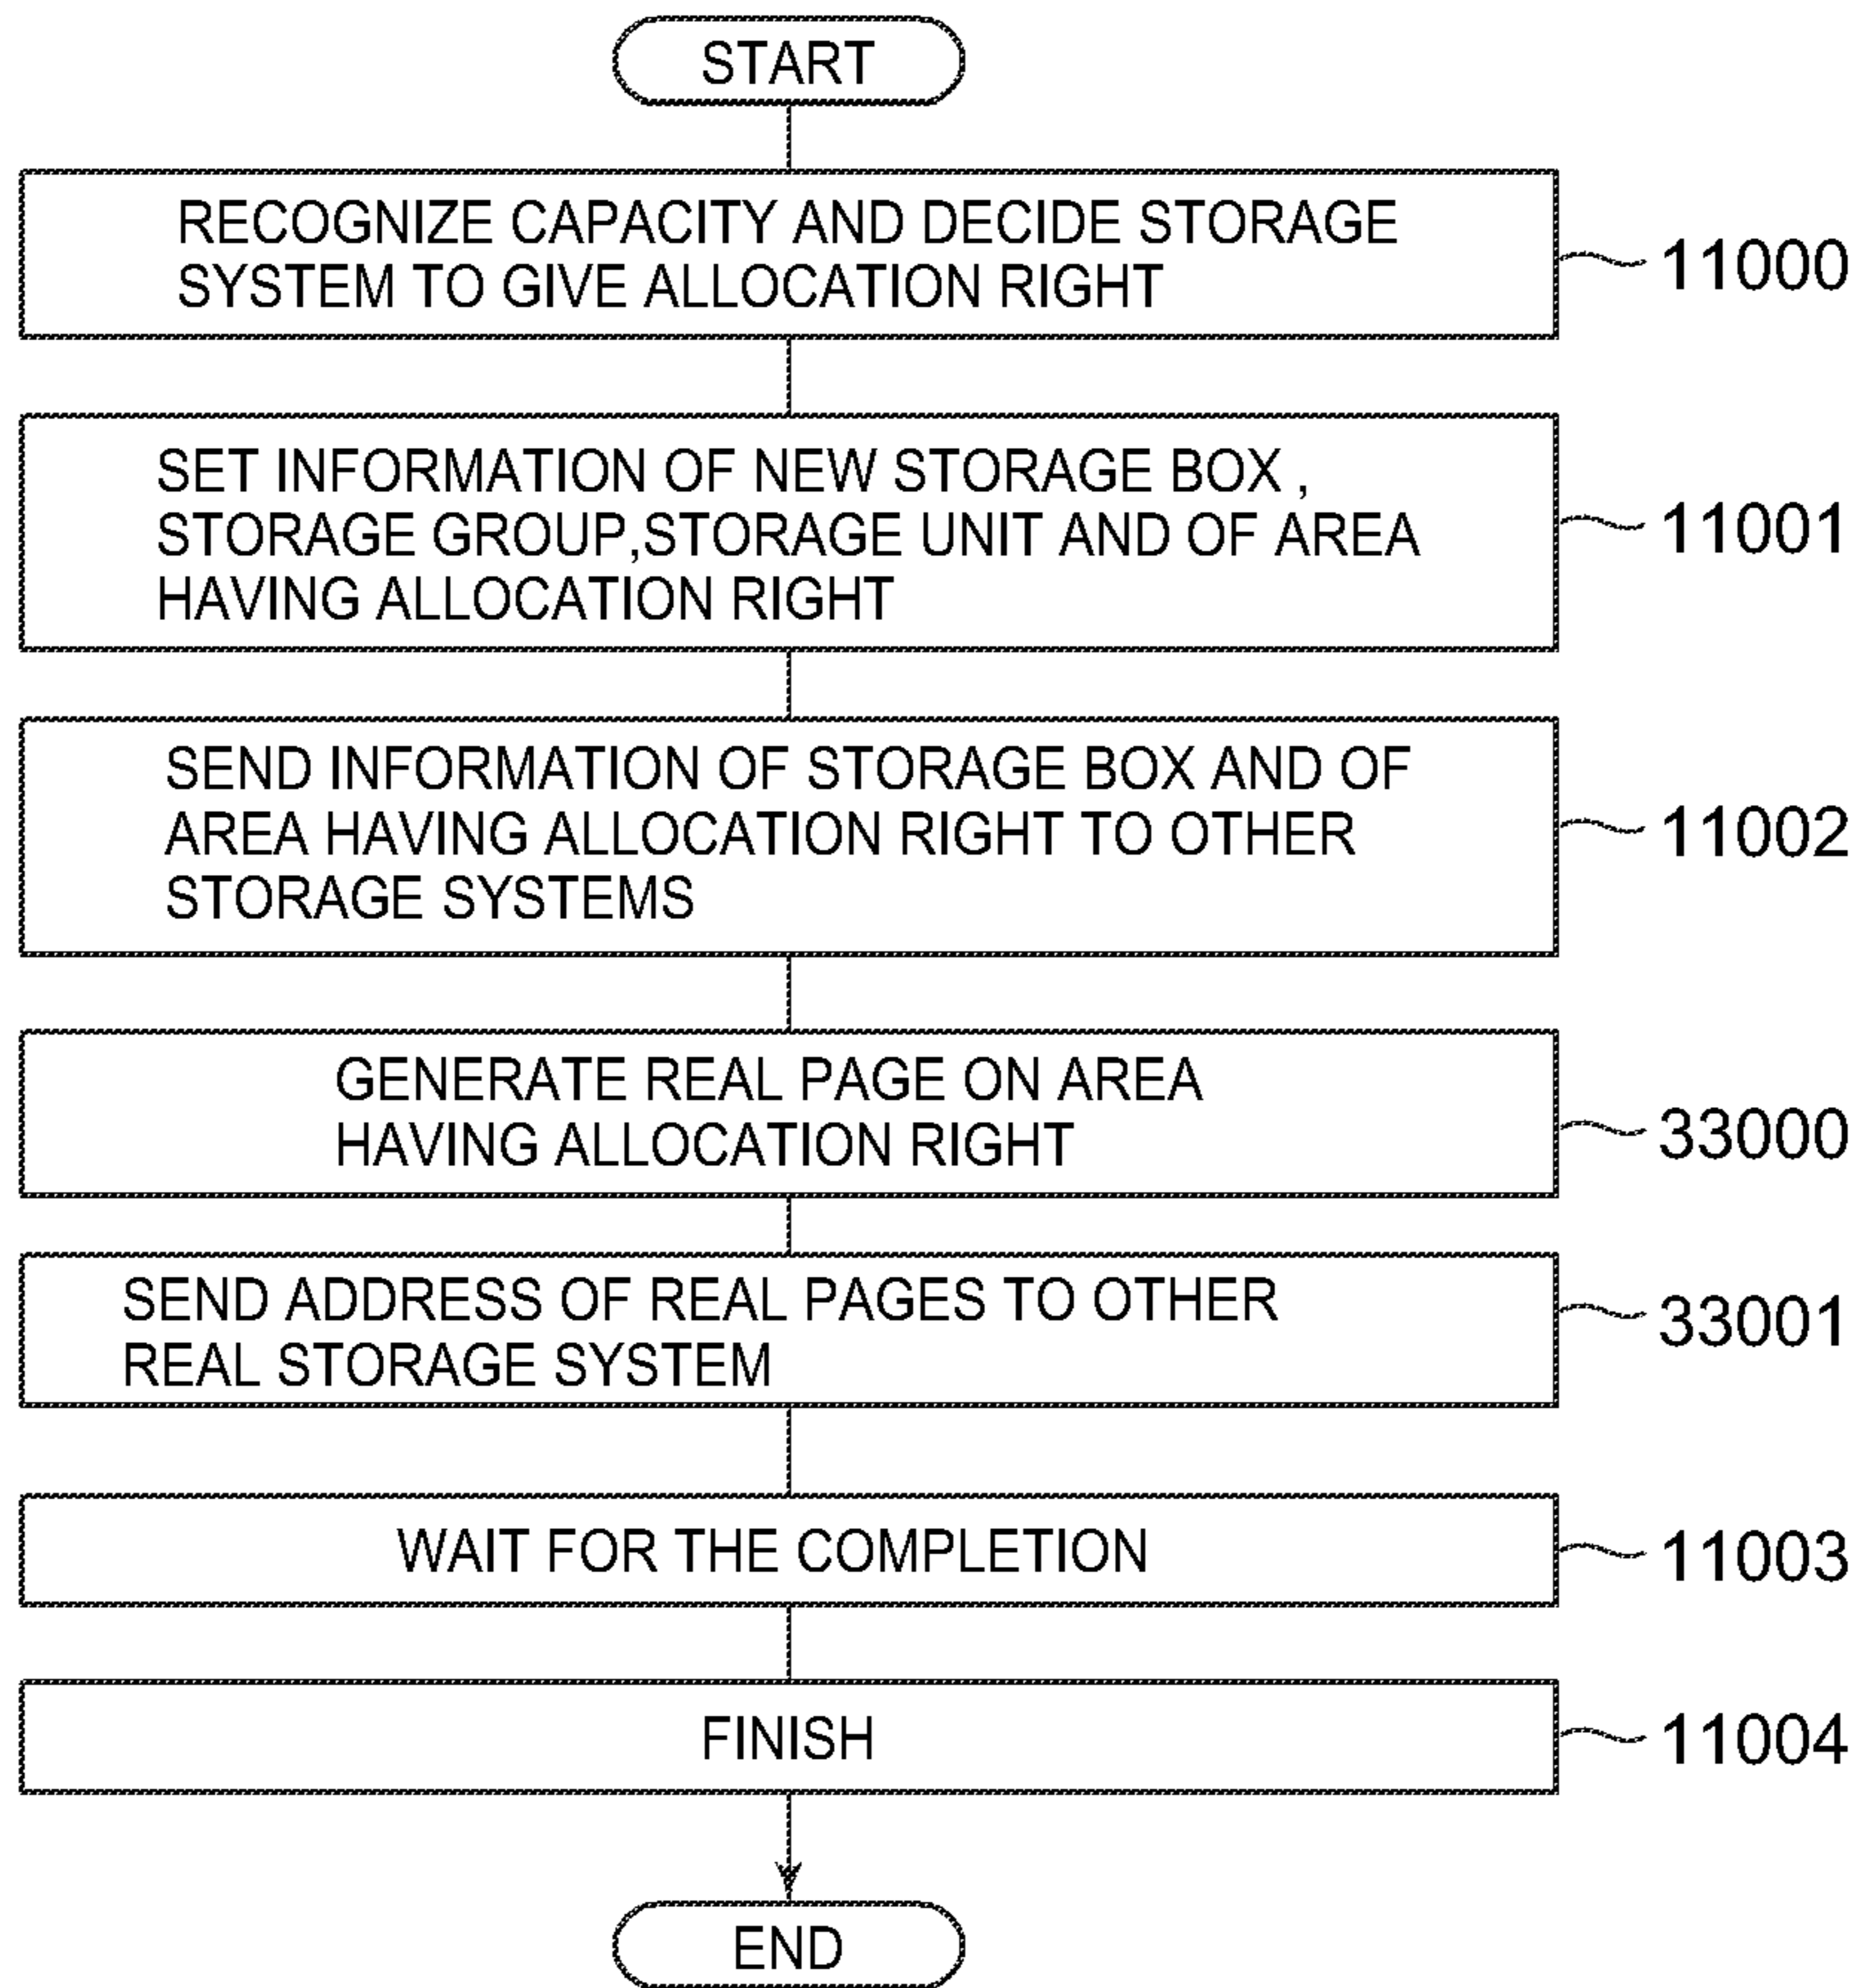 START
RECOGNIZE CAPACITY AND DECIDE STORAGE
SYSTEM TO GIVE ALLOCATION RIGHT
11000
SET INFORMATION OF NEW STORAGE BOX ,
STORAGE GROUP,STORAGE UNIT AND OF AREA
HAVING ALLOCATION RIGHT
11001
SEND INFORMATION OF STORAGE BOX AND OF
AREA HAVING ALLOCATION RIGHT TO OTHER
STORAGE SYSTEMS
11002
GENERATE REAL PAGE ON AREA
HAVING ALLOCATION RIGHT
33000
SEND ADDRESS OF REAL PAGES TO OTHER
REAL STORAGE SYSTEM
33001
WAIT FOR THE COMPLETION
11003
FINISH
11004
END